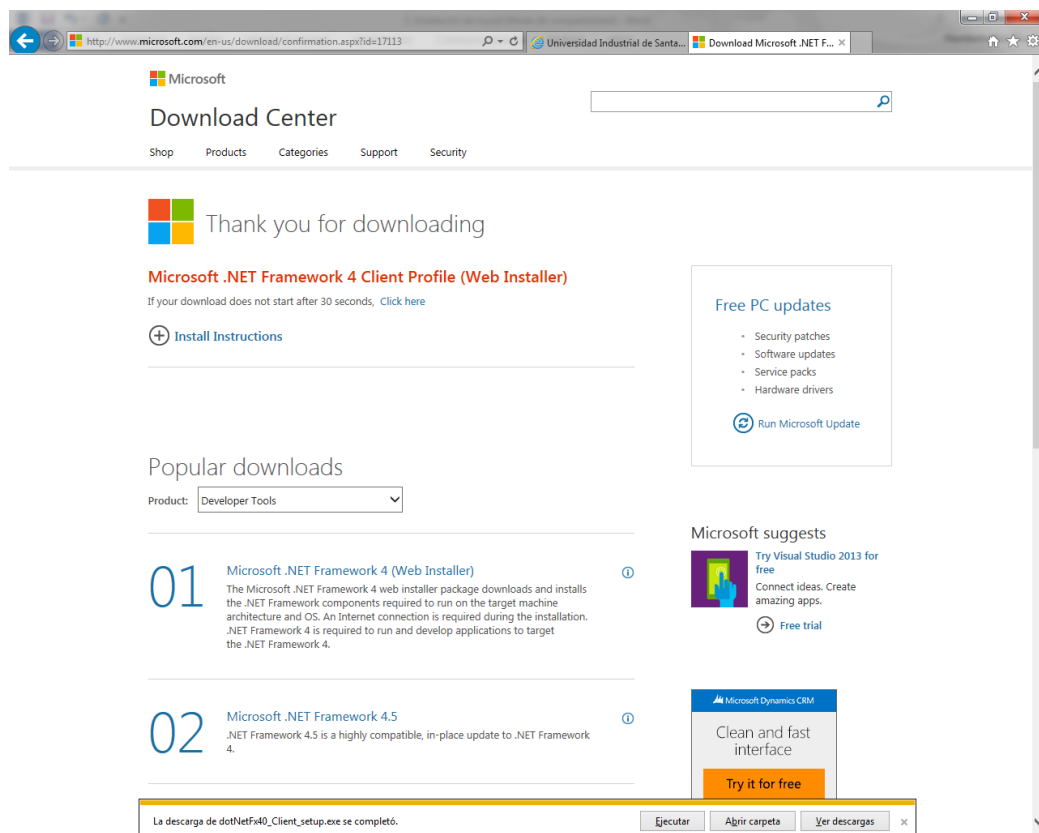 http://www.microsoft.com/en-us/download/confirmation.aspx?id=17113
Universidad Industrial de Santa...
Download Microsoft .NET F...
Microsoft
Download Center
Shop Products Categories Support Security
Thank you for downloading
Microsoft .NET Framework 4 Client Profile (Web Installer)
If your download does not start after 30 seconds, Click here
Install Instructions
Free PC updates
Security patches
Software updates
Service packs
Hardware drivers
Run Microsoft Update
Popular downloads
Product: Developer Tools
01
Microsoft .NET Framework 4 (Web Installer)
The Microsoft .NET Framework 4 web installer package downloads and installs
the .NET Framework components required to run on the target machine
architecture and OS. An Internet connection is required during the installation.
.NET Framework 4 is required to run and develop applications to target
the .NET Framework 4.
02
Microsoft .NET Framework 4.5
.NET Framework 4.5 is a highly compatible, in-place update to .NET Framework
4.
Microsoft suggests
Try Visual Studio 2013 for
free
Connect ideas. Create
amazing apps.
Free trial
Microsoft Dynamics CRM
Clean and fast
interface
Try it for free
La descarga de dotNetFx40_Client_setup.exe se completó.
Ejecutar Abrir carpeta Ver descargas